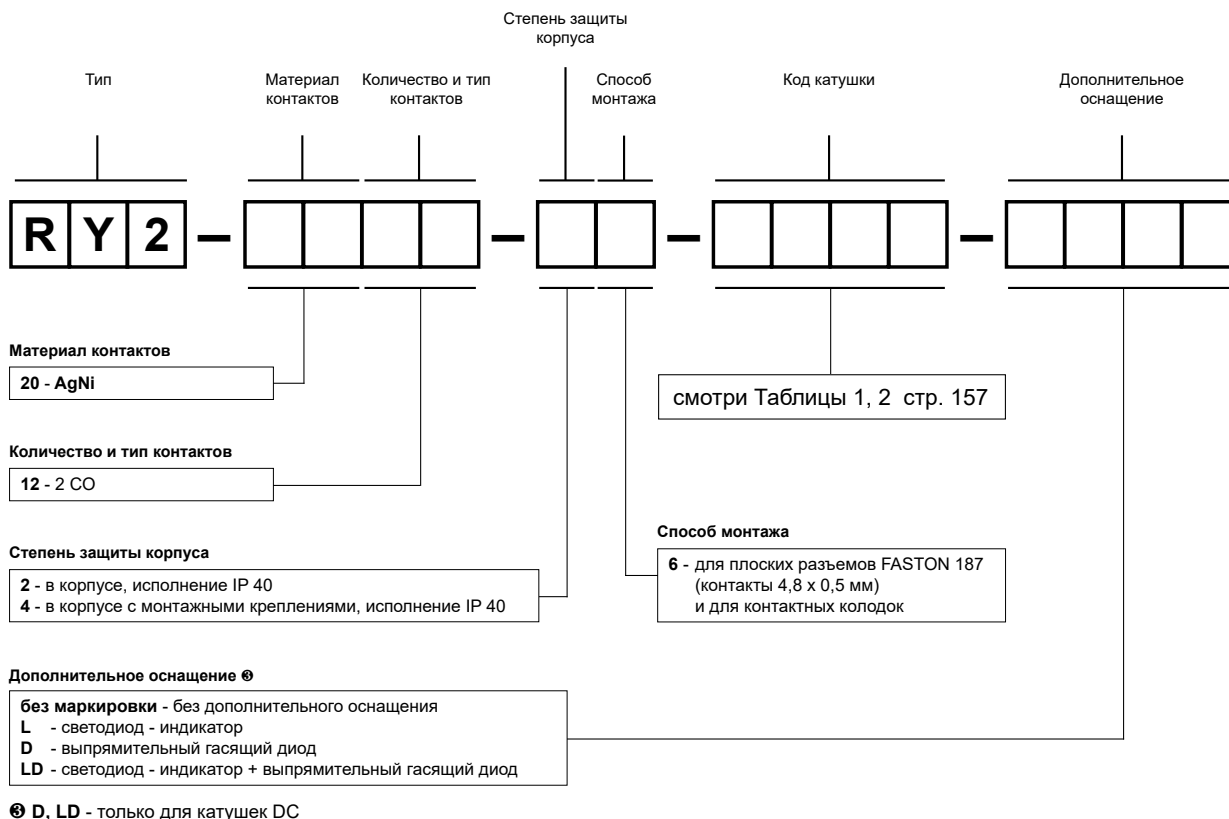 Степень защиты
корпуса
Тип
Материал
контактов
Количество и тип
контактов
Способ
монтажа
Код катушки
Дополнительное
оснащение
R Y 2 – – – –
Материал контактов
20 - AgNi
смотри Таблицы 1, 2 стр. 157
Количество и тип контактов
12 - 2 CO
Степень защиты корпуса
2 - в корпусе, исполнение IP 40
4 - в корпусе с монтажными креплениями, исполнение IP 40
Способ монтажа
6 - для плоских разъемов FASTON 187
(контакты 4,8 x 0,5 мм)
и для контактных колодок
Дополнительное оснащение ❸
без маркировки - без дополнительного оснащения
L - светодиод - индикатор
D - выпрямительный гасящий диод
LD - светодиод - индикатор + выпрямительный гасящий диод
❸ D, LD - только для катушек DC